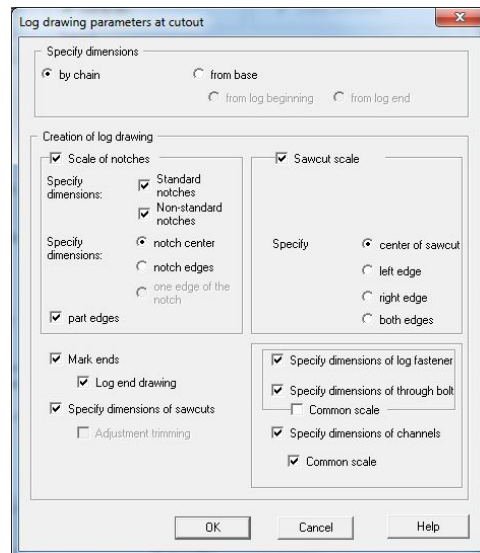 Log drawing parameters at cutout
Specify dimensions
by chain
from base
from log beginning
from log end
Creation of log drawing
Scale of notches
Specify
dimensions:
Standard
notches
Non-standard
notches
Specify
dimensions:
notch center
notch edges
one edge of the
notch
part edges
Sawcut scale
Specify
center of sawcut
left edge
right edge
both edges
Mark ends
Log end drawing
Specify dimensions of sawcuts
Adjustment trimming
Specify dimensions of log fastener
Specify dimensions of through bolt
Common scale
Specify dimensions of channels
Common scale
OK
Cancel
Help